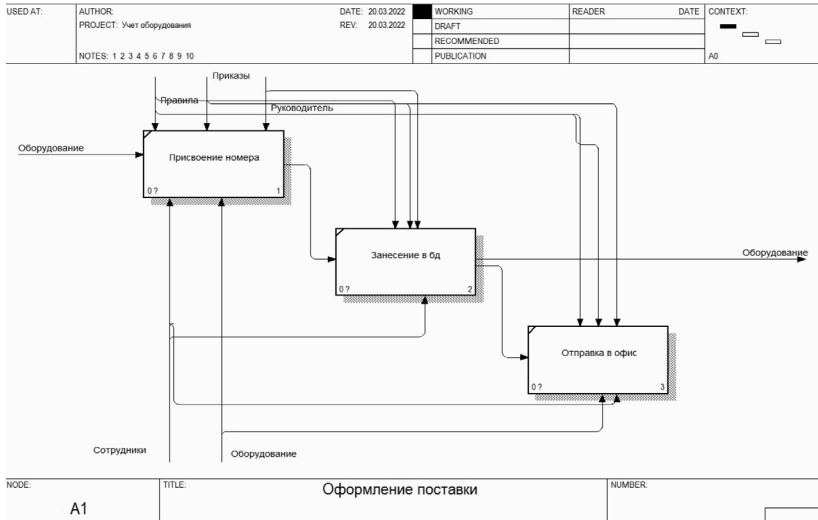 USED AT:
AUTHOR:
DATE: 20.03.2022
WORKING
READER
DATE
CONTEXT:
PROJECT: Учет оборудования
REV: 20.03.2022
DRAFT
RECOMMENDED
NOTES: 1 2 3 4 5 6 7 8 9 10
PUBLICATION
A0
Приказы
Правила
Руководитель
Оборудование
Присвоение номера
0 ?
1
Занесение в бд
0 ?
2
Оборудование
Отправка в офис
0 ?
3
Сотрудники
Оборудование
NODE:
TITLE:
NUMBER:
A1
Оформление поставки